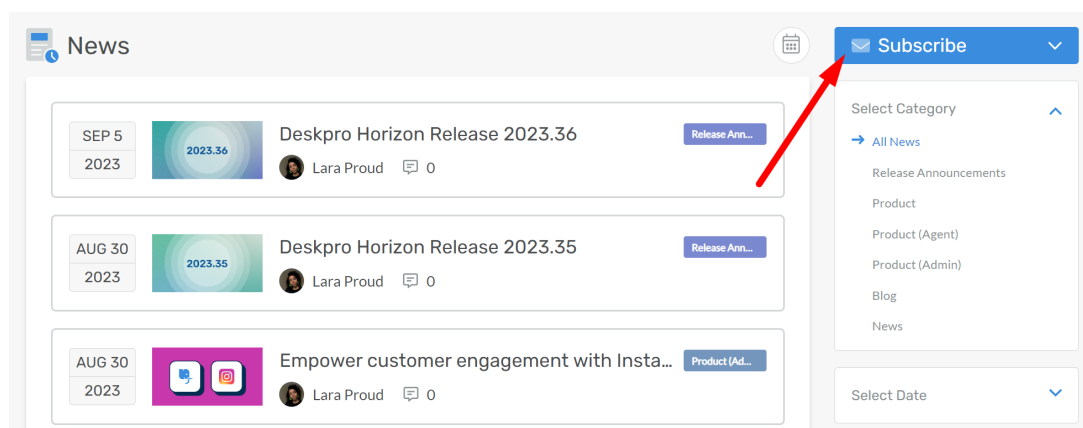 News
Subscribe
SEP 5
2023
2023.36
Deskpro Horizon Release 2023.36
Release Ann...
Lara Proud
0
AUG 30
2023
2023.35
Deskpro Horizon Release 2023.35
Release Ann...
Lara Proud
0
AUG 30
2023
Empower customer engagement with Insta...
Product (Ad...
Lara Proud
0
Select Category
All News
Release Announcements
Product
Product (Agent)
Product (Admin)
Blog
News
Select Date